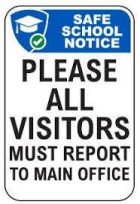 SAFE
SCHOOL
NOTICE
PLEASE
ALL
VISITORS
MUST REPORT
TO MAIN OFFICE